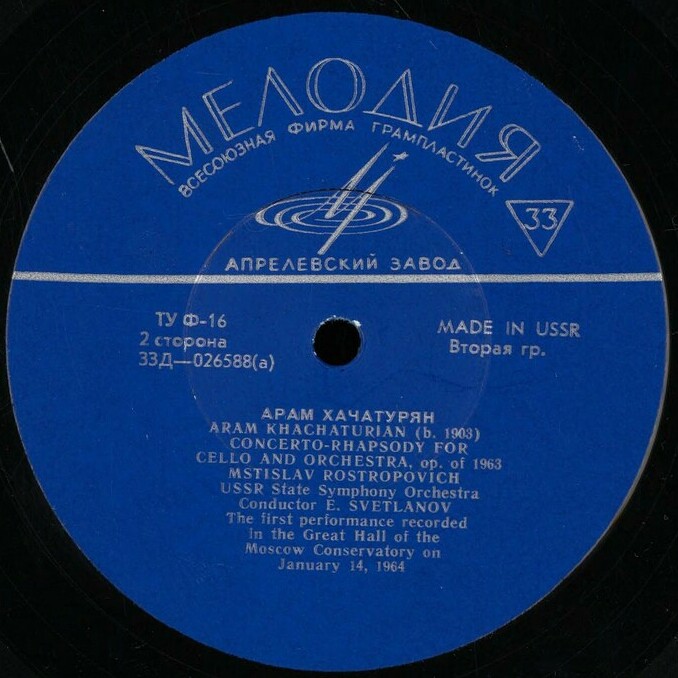 МЕЛОДИЯ
ВСЕСОЮЗНАЯ ФИРМА ГРАМПЛАСТИНОК
33
АПРЕЛЕВСКИЙ ЗАВОД
ТУ Ф-16
2 сторона
33Д—026588(а)
MADE IN USSR
Вторая гр.
АРАМ ХАЧАТУРЯН
ARAM KHACHATURIAN (b. 1903)
CONCERTO-RHAPSODY FOR
CELLO AND ORCHESTRA, op. of 1963
MSTISLAV ROSTROPOVICH
USSR State Symphony Orchestra
Conductor E. SVETLANOV
The first performance recorded
In the Great Hall of the
Moscow Conservatory on
January 14, 1964